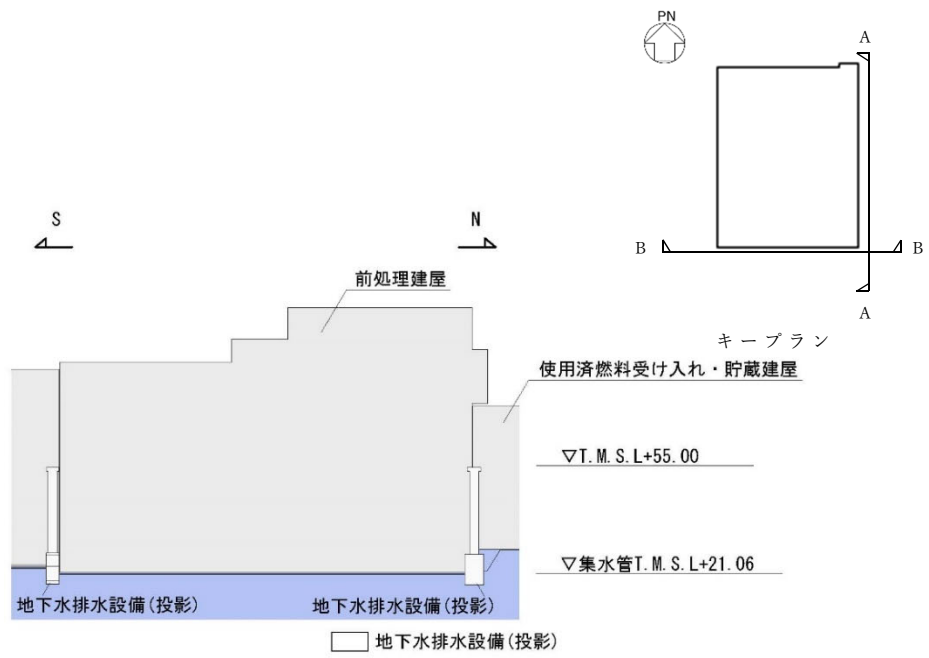 PN
A
B
B
A
キープラン
S
N
前処理建屋
使用済燃料受け入れ・貯蔵建屋
▽T.M.S.L+55.00
▽集水管T.M.S.L+21.06
地下水排水設備(投影)
地下水排水設備(投影)
地下水排水設備(投影)